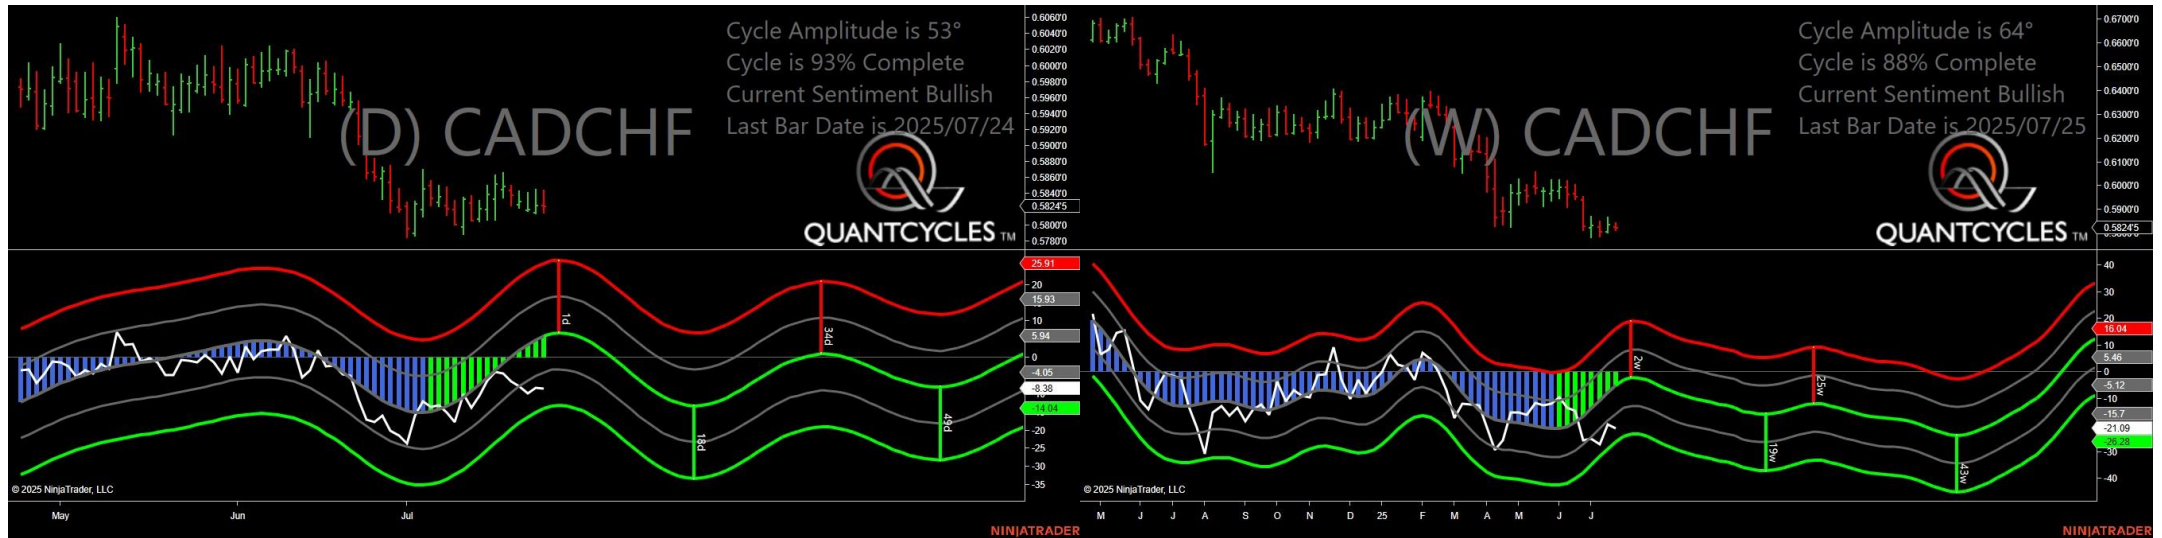 Cycle Amplitude is 53°
Cycle is 93% Complete
Current Sentiment Bullish
Last Bar Date is 2025/07/24
(D) CADCHF
QUANTCYCLES TM
0.6060'0
0.6040'0
0.6020'0
0.6000'0
0.5980'0
0.5960'0
0.5940'0
0.5920'0
0.5900'0
0.5880'0
0.5860'0
0.5840'0
0.5824'5
0.5800'0
0.5780'0
25.91
20
15.93
10
5.94
0
-4.05
-8.38
-14.04
-20
-25
-30
-35
1d
18d
34d
49d
© 2025 NinjaTrader, LLC
May
Jun
Jul
NINJATRADER
Cycle Amplitude is 64°
Cycle is 88% Complete
Current Sentiment Bullish
Last Bar Date is 2025/07/25
(W) CADCHF
QUANTCYCLES TM
0.6700'0
0.6600'0
0.6500'0
0.6400'0
0.6300'0
0.6200'0
0.6100'0
0.6000'0
0.5900'0
0.5824'5
40
30
20
16.04
10
5.46
0
-5.12
-10
-15.7
-21.09
-26.28
-30
-40
2w
19w
25w
43w
© 2025 NinjaTrader, LLC
M
J
J
A
S
O
N
D
25
F
M
A
M
J
J
NINJATRADER